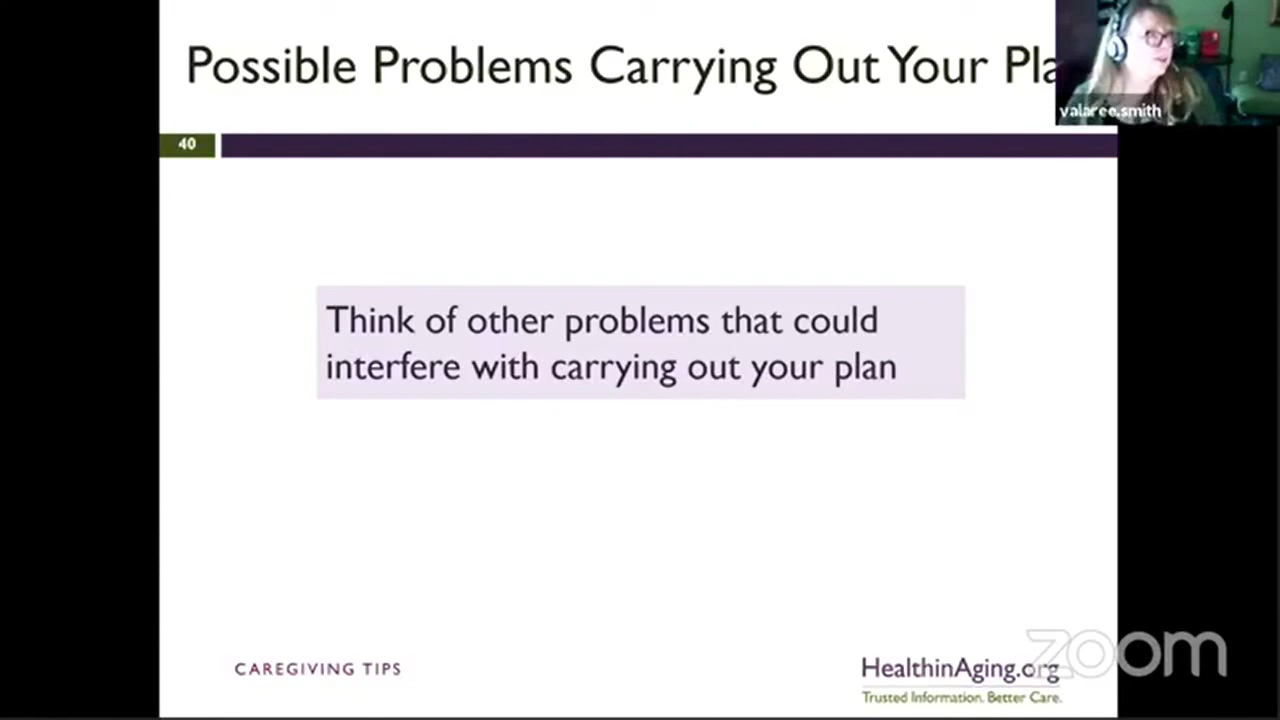 Possible Problems Carrying Out Your Pla
valaree.smith
40
Think of other problems that could
interfere with carrying out your plan
CAREGIVING TIPS
HealthinAging.org
Trusted Information. Better Care.
zoom